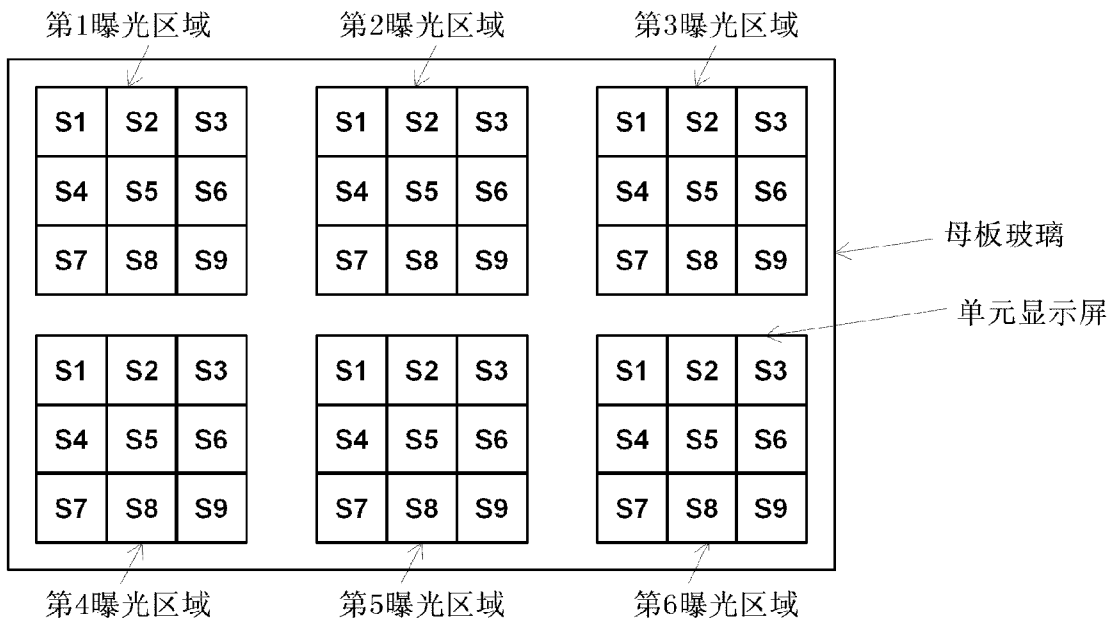 第1曝光区域 第2曝光区域 第3曝光区域
S1 S2 S3 S1 S2 S3 S1 S2 S3
S4 S5 S6 S4 S5 S6 S4 S5 S6
S7 S8 S9 S7 S8 S9 S7 S8 S9
母板玻璃
单元显示屏
S1 S2 S3 S1 S2 S3 S1 S2 S3
S4 S5 S6 S4 S5 S6 S4 S5 S6
S7 S8 S9 S7 S8 S9 S7 S8 S9
第4曝光区域 第5曝光区域 第6曝光区域